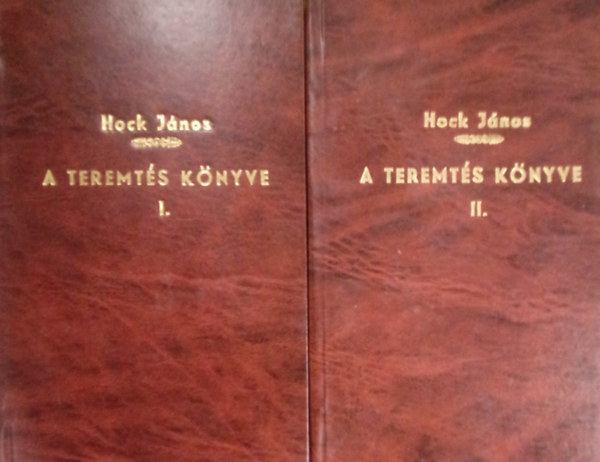 Hock János
A TEREMTÉS KÖNYVE
I.
Hock János
A TEREMTÉS KÖNYVE
II.